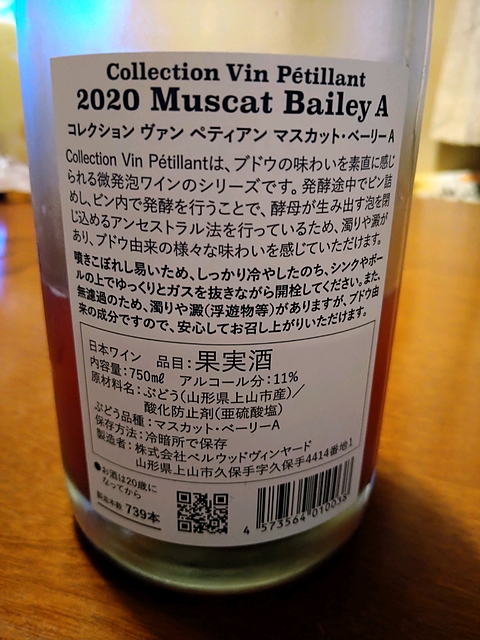 Collection Vin Pétillant
2020 Muscat Bailey A
コレクション ヴァン ペティアン マスカット・ベーリーA
Collection Vin Pétillantは、ブドウの味わいを素直に感じ
られる微発泡ワインのシリーズです。発酵途中でビン詰
めし、ビン内で発酵を行うことで、酵母が生み出す泡を閉
じ込めるアンセストラル法を行っているため、濁りや澱が
あり、ブドウ由来の様々な味わいを感じていただけます。
噴きこぼれし易いため、しっかり冷やしたのち、シンクやボー
ルの上でゆっくりとガスを抜きながら開栓してください。また、
無濾過のため、濁りや澱(浮遊物等)がありますが、ブドウ由
来の成分ですので、安心してお召し上がりいただけます。
日本ワイン 品目:果実酒
内容量:750mℓ アルコール分:11%
原材料名:ぶどう(山形県上山市産)/
酸化防止剤(亜硫酸塩)
ぶどう品種:マスカット・ベーリーA
保存方法:冷暗所で保存
製造者:株式会社ベルウッドヴィンヤード
山形県上山市久保手字久保手4414番地1
●お酒は20歳に
なってから
製造本数 739本
4 573564 010038